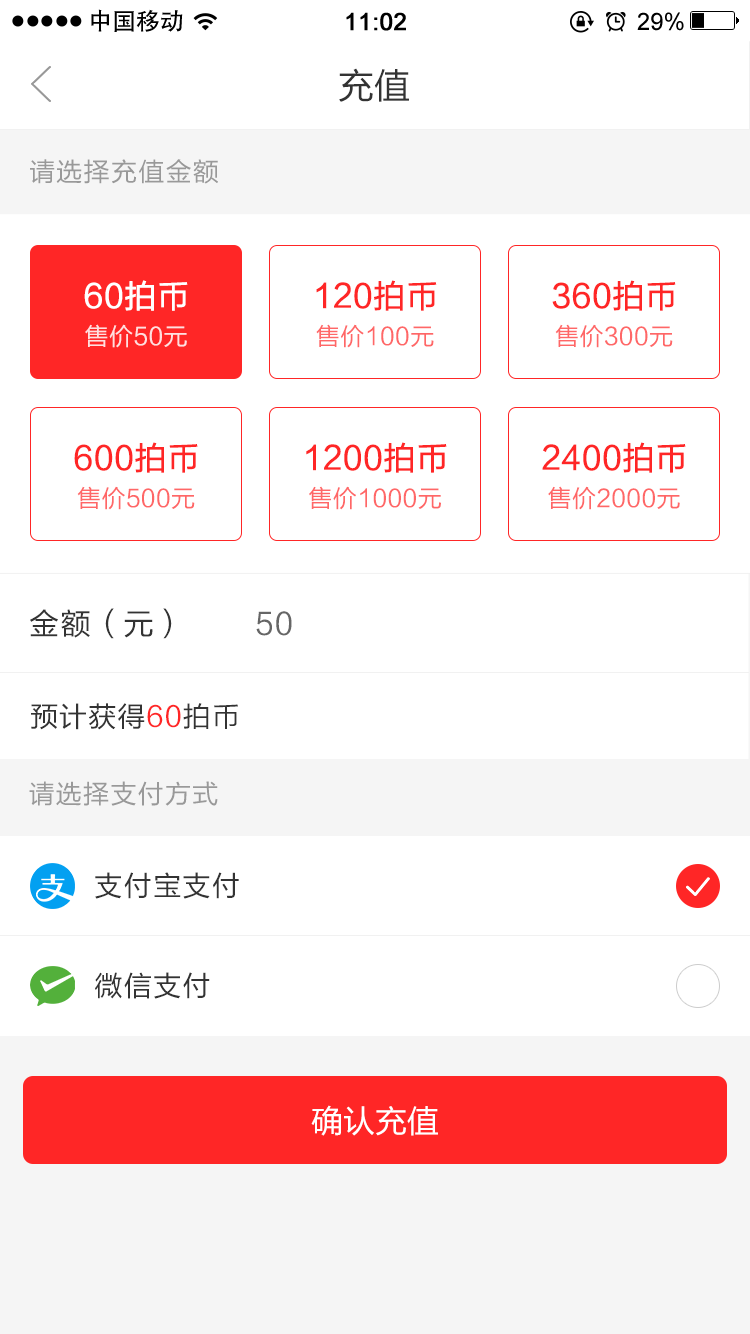 中国移动 11:02 29%
充值
请选择充值金额
60拍币 120拍币 360拍币
售价50元 售价100元 售价300元
600拍币 1200拍币 2400拍币
售价500元 售价1000元 售价2000元
金额（元） 50
预计获得60拍币
请选择支付方式
支 支付宝支付
微信支付
确认充值